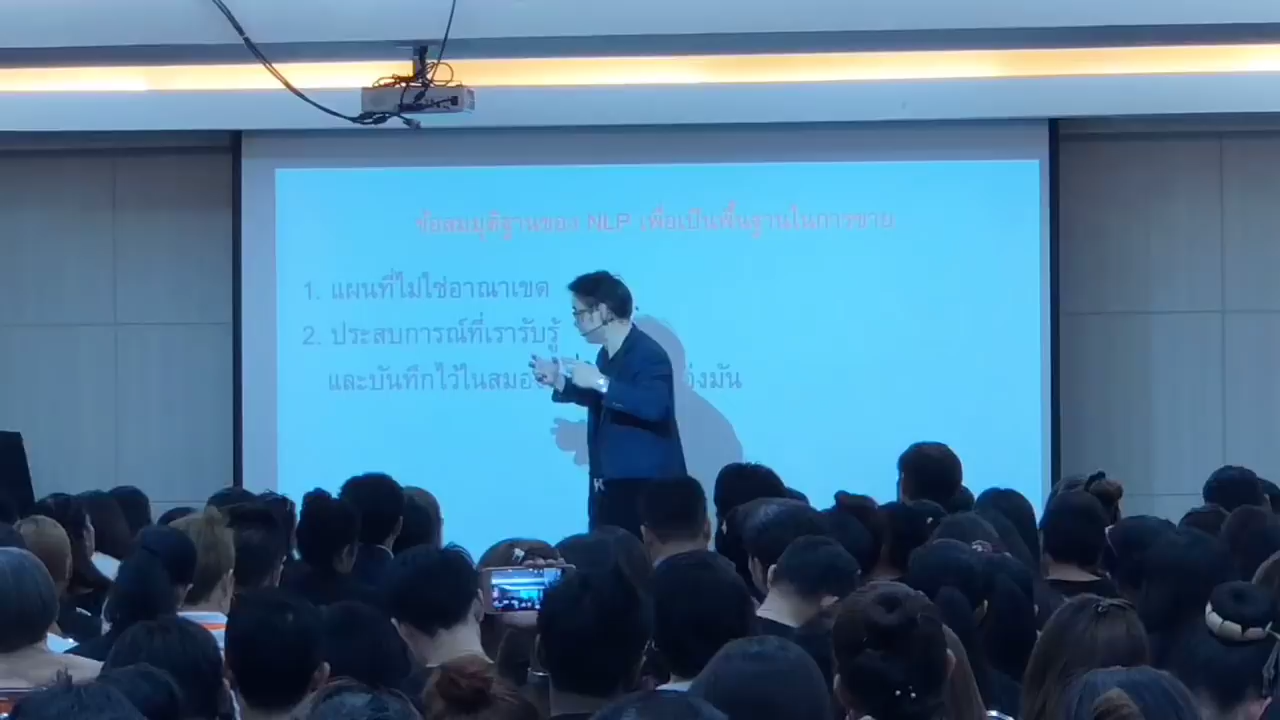 ข้อสมมุติฐานของ NLP เพื่อเป็นพื้นฐานในการขาย
1. แผนที่ไม่ใช่อาณาเขต
2. ประสบการณ์ที่เรารับรู้
และบันทึกไว้ในสมอง